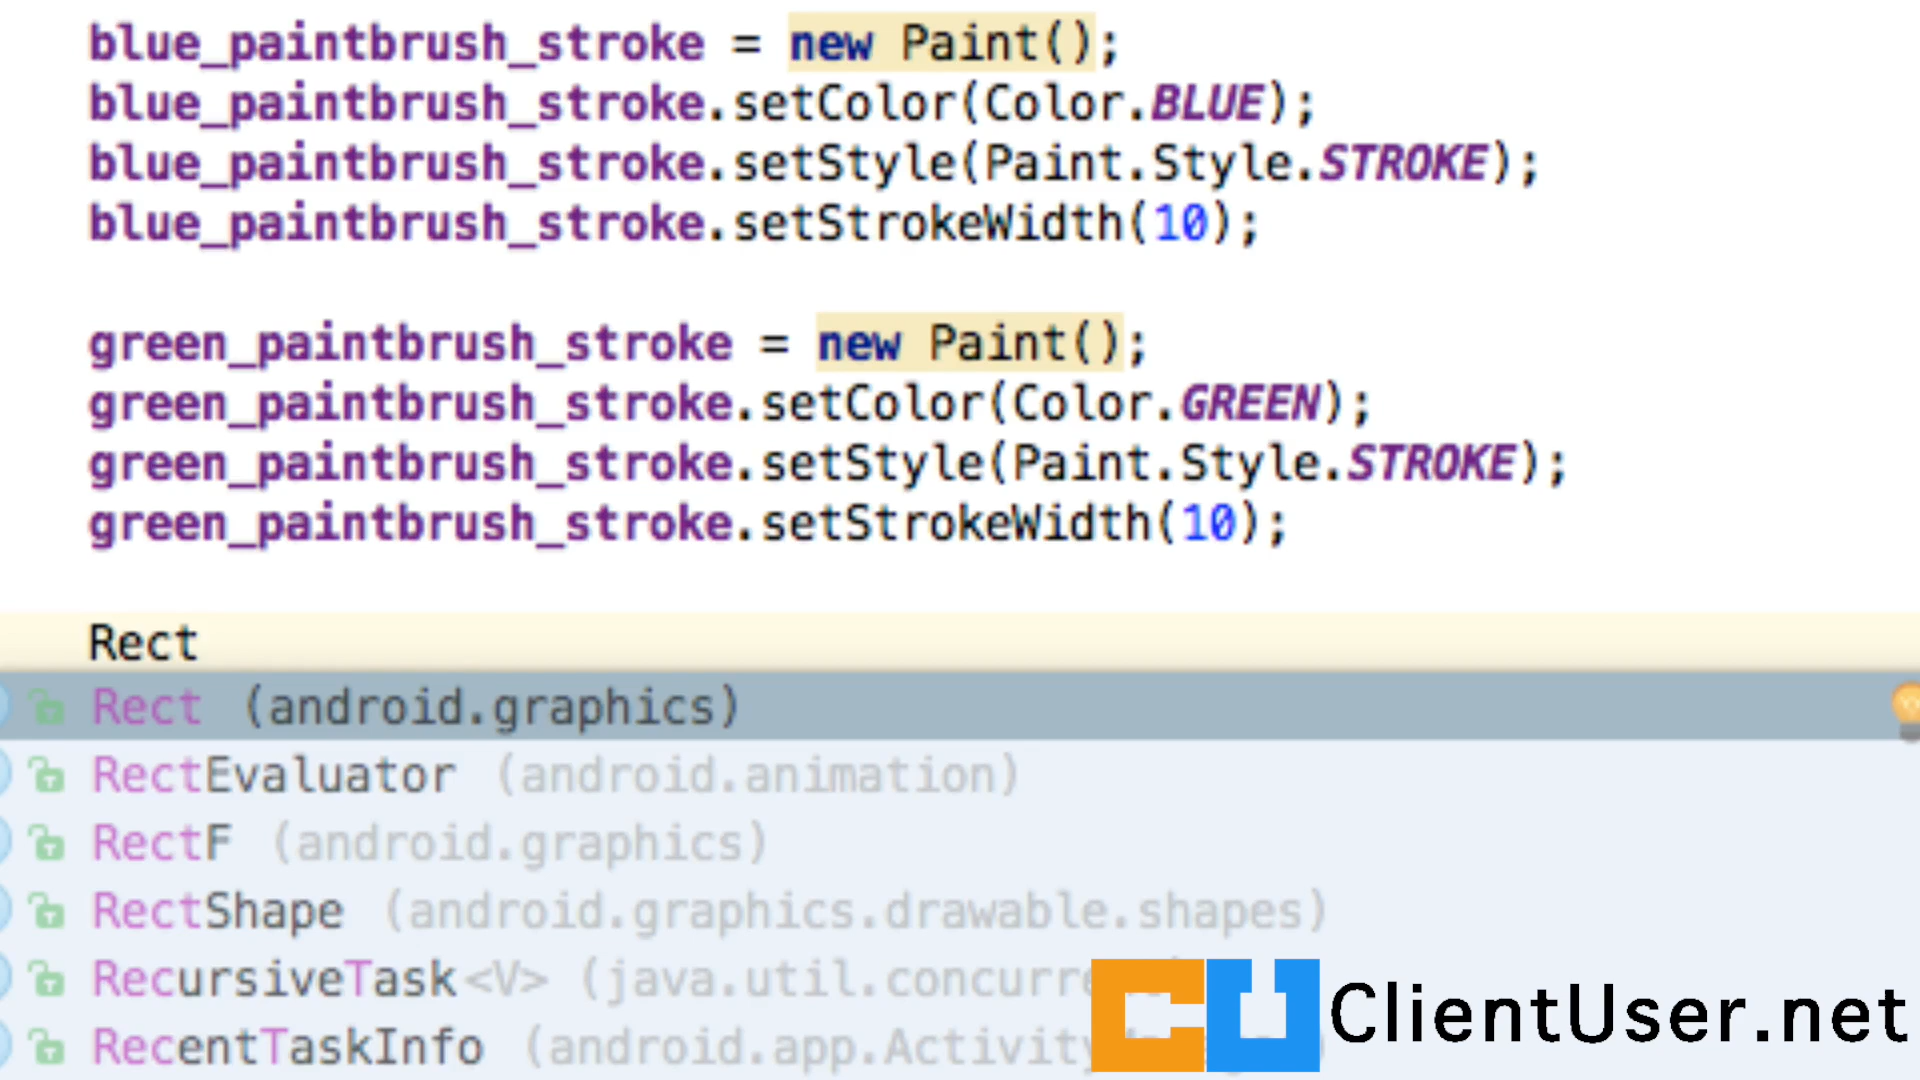 blue_paintbrush_stroke = new Paint();
blue_paintbrush_stroke.setColor(Color.BLUE);
blue_paintbrush_stroke.setStyle(Paint.Style.STROKE);
blue_paintbrush_stroke.setStrokeWidth(10);
green_paintbrush_stroke = new Paint();
green_paintbrush_stroke.setColor(Color.GREEN);
green_paintbrush_stroke.setStyle(Paint.Style.STROKE);
green_paintbrush_stroke.setStrokeWidth(10);
Rect
Rect (android.graphics)
RectEvaluator (android.animation)
RectF (android.graphics)
RectShape (android.graphics.drawable.shapes)
RecursiveTask<V> (java.util.concurre
RecentTaskInfo (android.app.Activity
CU ClientUser.net